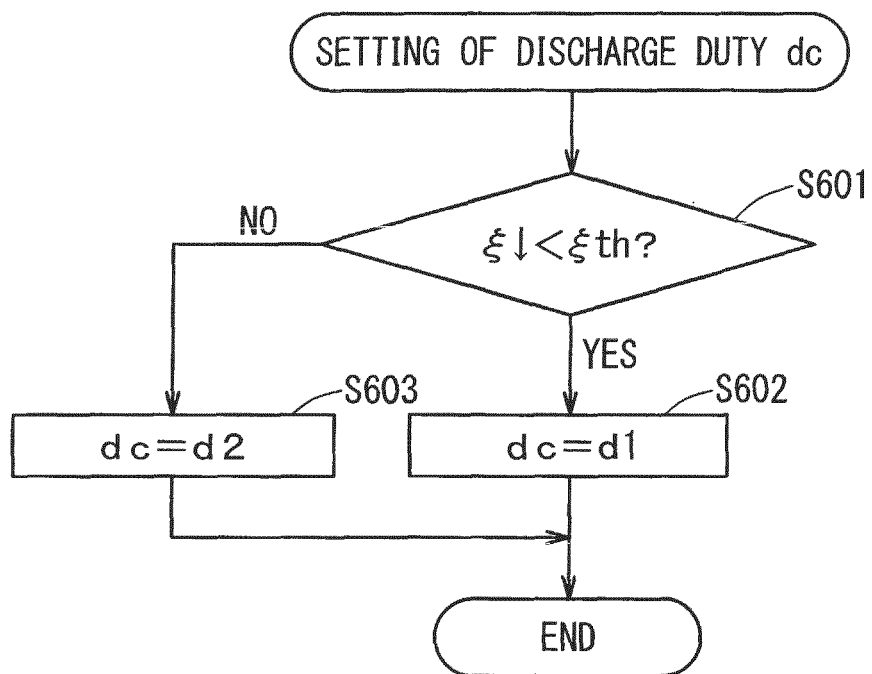 SETTING OF DISCHARGE DUTY dc
S601
NO
ξ↓<ξth?
YES
S603
S602
dc=d2
dc=d1
END